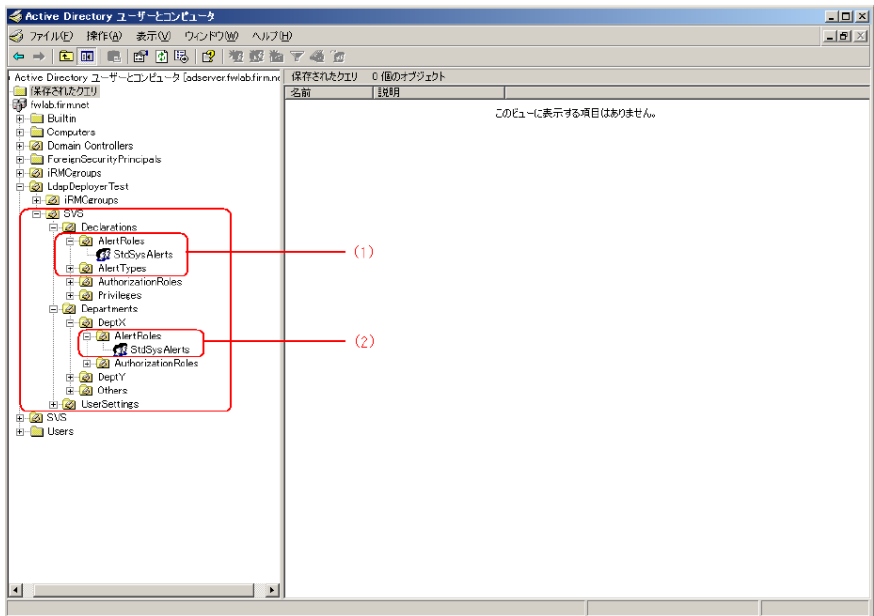 Active Directory ユーザーとコンピュータ
ファイル(F) 操作(A) 表示(V) ウィンドウ(W) ヘルプ(H)
Active Directory ユーザーとコンピュータ [adserver.fwlab.firm.ne
保存されたクエリ 0 個のオブジェクト
保存されたクエリ
名前 説明
このビューに表示する項目はありません。
fwlab.firm.net
Builtin
Computers
Domain Controllers
ForeignSecurityPrincipals
iRMCgroups
LdapDeployerTest
iRMCgroups
SVS
Declarations
AlertRoles
StdSysAlerts
(1)
AlertTypes
AuthorizationRoles
Privileges
Departments
DeptX
AlertRoles
StdSysAlerts
(2)
AuthorizationRoles
DeptY
Others
UserSettings
SVS
Users